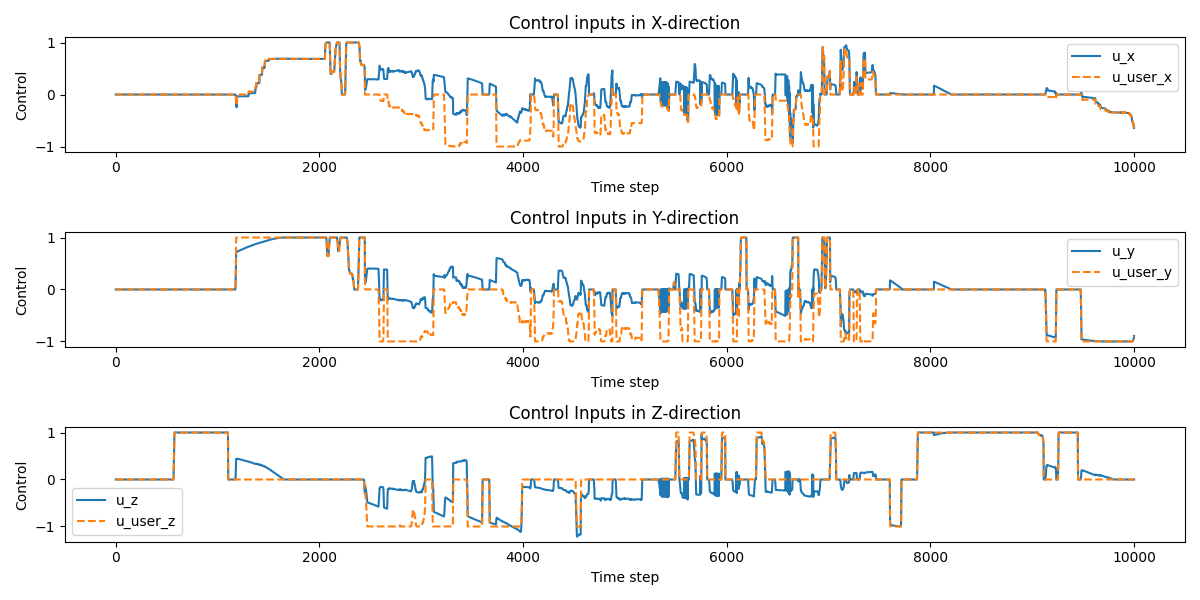 Control inputs in X-direction
1
0
−1
Control
u_x
u_user_x
0 2000 4000 6000 8000 10000
Time step
Control Inputs in Y-direction
1
0
−1
Control
u_y
u_user_y
0 2000 4000 6000 8000 10000
Time step
Control Inputs in Z-direction
1
0
−1
Control
u_z
u_user_z
0 2000 4000 6000 8000 10000
Time step